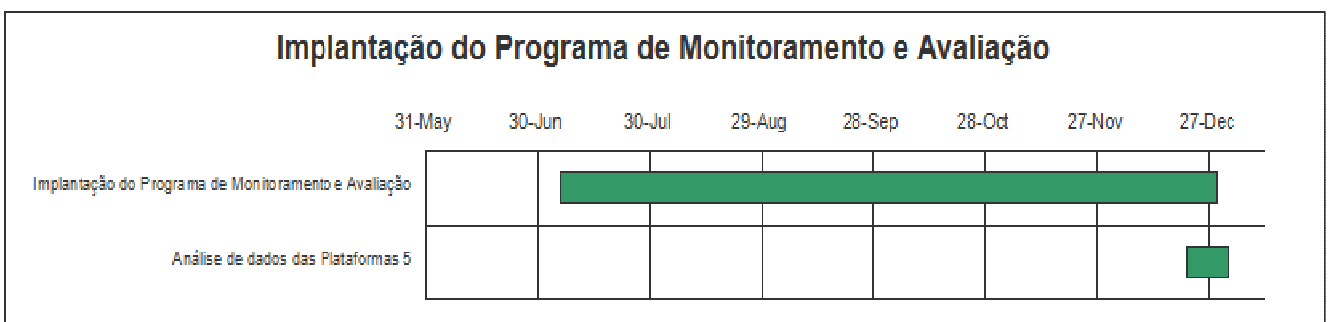 Implantação do Programa de Monitoramento e Avaliação
31-May 30-Jun 30-Jul 29-Aug 28-Sep 28-Oct 27-Nov 27-Dec
Implantação do Programa de Monitoramento e Avaliação
Análise de dados das Plataformas 5